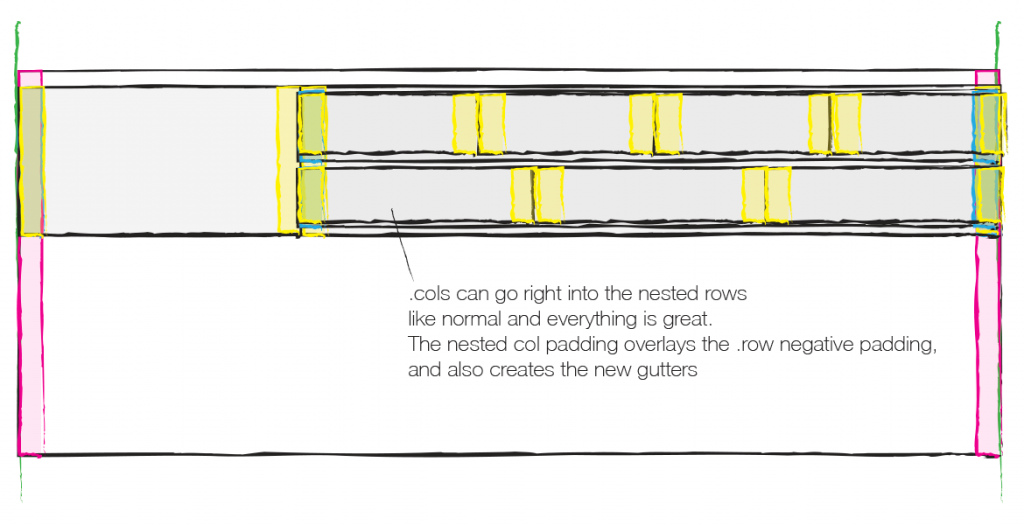 .cols can go right into the nested rows
like normal and everything is great.
The nested col padding overlays the .row negative padding,
and also creates the new gutters